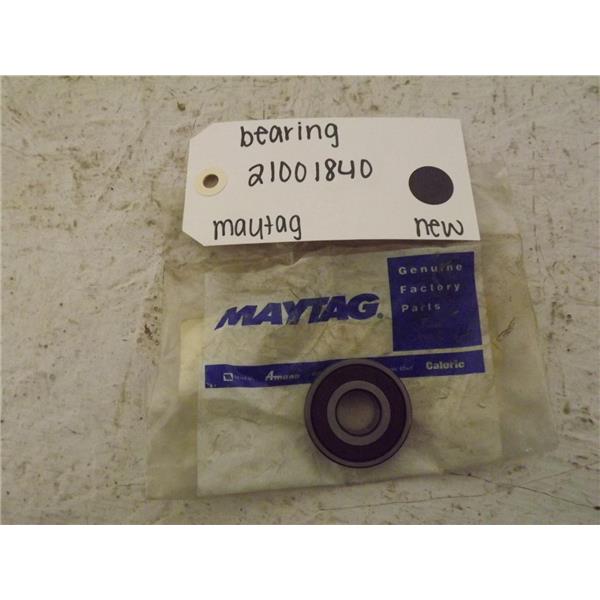 bearing
21001840
maytag new
Genuine
Factory
Parts
MAYTAG.
Amana
Caloric